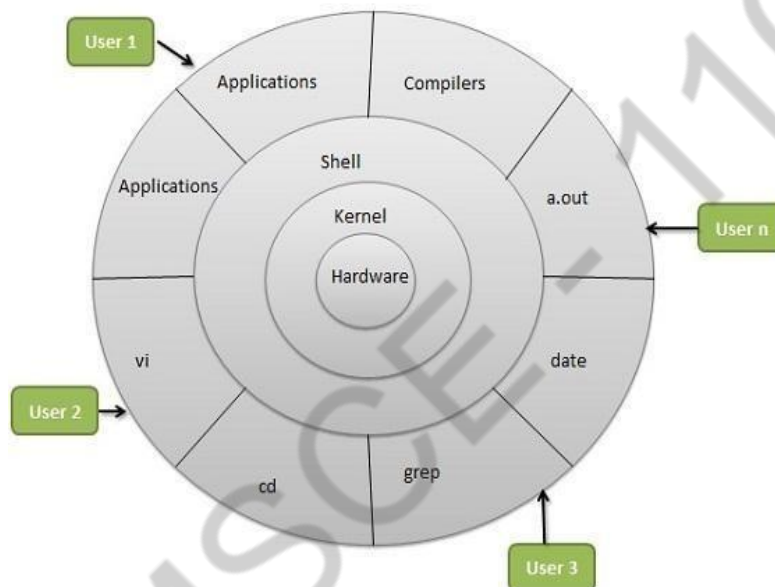 User 1
Applications
Compilers
Shell
Applications
a.out
Kernel
User n
Hardware
vi
date
User 2
cd
grep
User 3